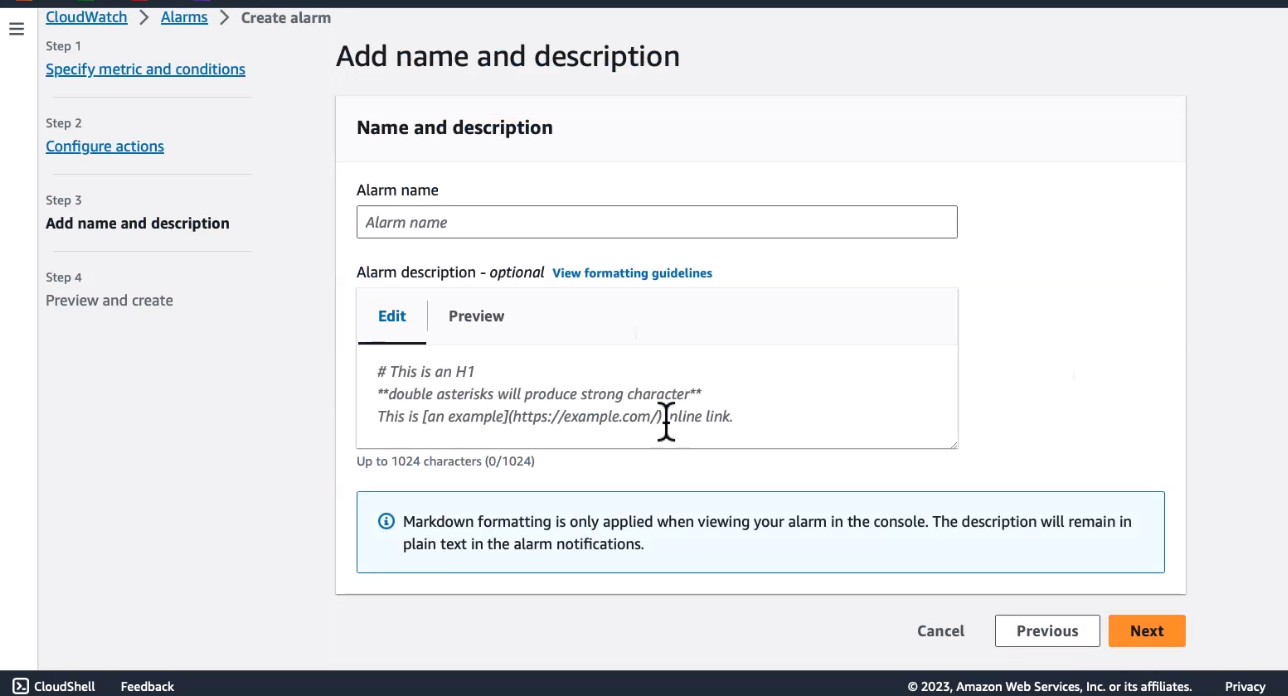 CloudWatch > Alarms > Create alarm
Step 1
Specify metric and conditions
Step 2
Configure actions
Step 3
Add name and description
Step 4
Preview and create
Add name and description
Name and description
Alarm name
Alarm name
Alarm description - optional View formatting guidelines
Edit Preview
# This is an H1
**double asterisks will produce strong character**
This is [an example](https://example.com/) inline link.
Up to 1024 characters (0/1024)
Markdown formatting is only applied when viewing your alarm in the console. The description will remain in
plain text in the alarm notifications.
Cancel Previous Next
CloudShell Feedback © 2023, Amazon Web Services, Inc. or its affiliates. Privacy